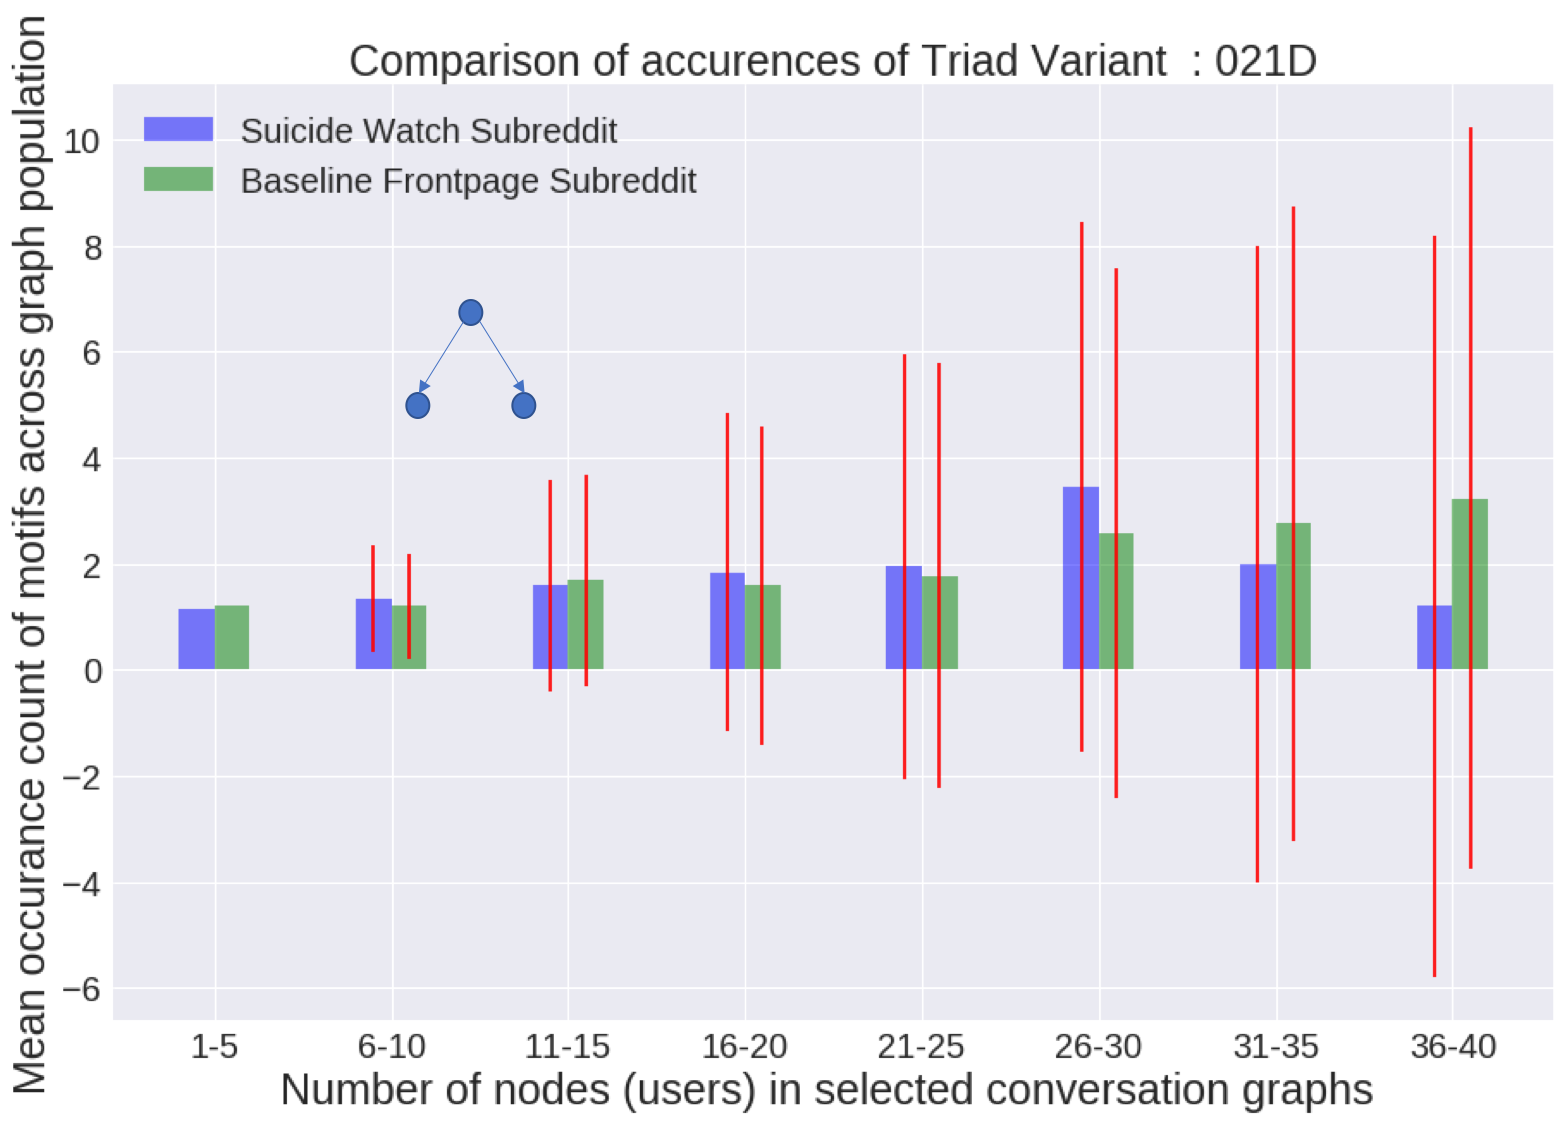 Comparison of accurences of Triad Variant : 021D
Suicide Watch Subreddit
Baseline Frontpage Subreddit
Mean occurance count of motifs across graph population
10
8
6
4
2
0
−2
−4
−6
1-5 6-10 11-15 16-20 21-25 26-30 31-35 36-40
Number of nodes (users) in selected conversation graphs